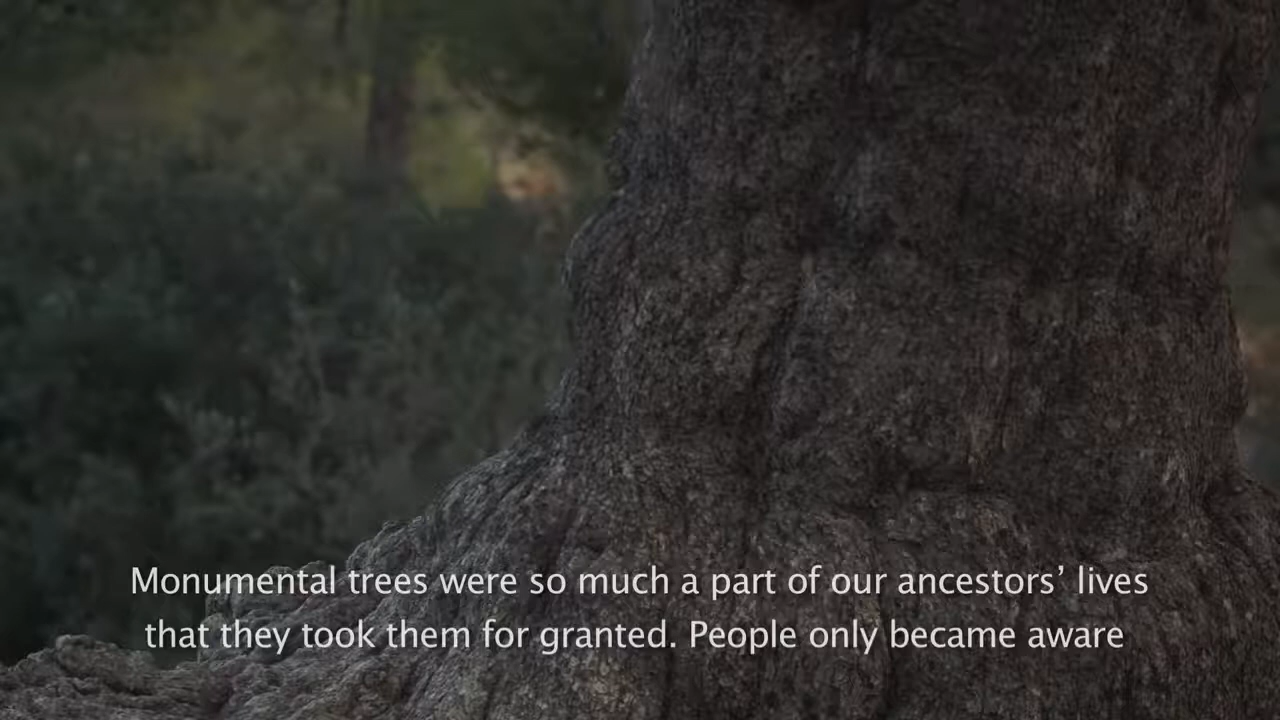 Monumental trees were so much a part of our ancestors’ lives
that they took them for granted. People only became aware